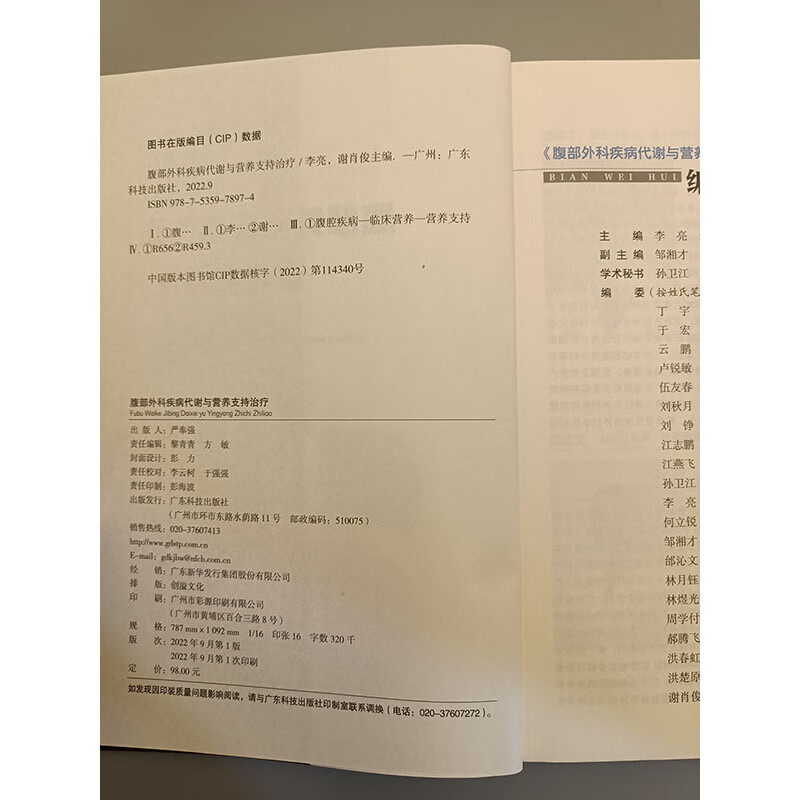 图书在版编目(CIP)数据
腹部外科疾病代谢与营养支持治疗/李亮,谢肖俊主编.—广州:广东
科技出版社,2022.9
ISBN 978-7-5359-7897-4
Ⅰ.①腹… Ⅱ.①李…②谢… Ⅲ.①腹腔疾病—临床营养—营养支持
Ⅳ.①R656②R459.3
中国版本图书馆CIP数据核字(2022)第114340号
腹部外科疾病代谢与营养支持治疗
Fubu Waike Jibing Daixie yu Yingyang Zhichi Zhiliao
出 版 人:严奉强
责任编辑:黎青青 方 敏
封面设计:彭 力
责任校对:李云柯 于强强
责任印制:彭海波
出版发行:广东科技出版社
(广州市环市东路水荫路11号 邮政编码:510075)
销售热线:020-37607413
http://www.gdstp.com.cn
E-mail:gdkjbw@nfcb.com.cn
经 销:广东新华发行集团股份有限公司
排 版:创溢文化
印 刷:广州市彩源印刷有限公司
(广州市黄埔区百合三路8号)
规 格:787 mm×1 092 mm 1/16 印张16 字数320千
版 次:2022年9月第1版
2022年9月第1次印刷
定 价:98.00元
如发现因印装质量问题影响阅读,请与广东科技出版社印制室联系调换(电话:020-37607272)。
《腹部外科疾病代谢与营养
BIAN WEI HUI
主 编 李 亮
副 主 编 邹湘才
学术秘书 孙卫江
编 委(按姓氏笔
丁 宇
于 宏
云 鹏
卢锐敏
伍友春
刘秋月
刘 铮
江志鹏
江燕飞
孙卫江
李 亮
何立锐
邹湘才
邰沁文
林月钰
林煜光
周学付
郝腾飞
洪春虹
洪楚原
谢肖俊